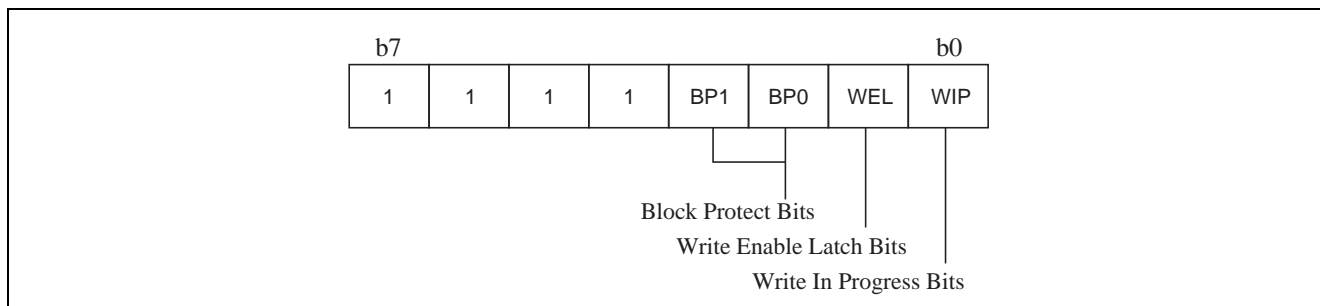 b7 b0
1 1 1 1 BP1 BP0 WEL WIP
Block Protect Bits
Write Enable Latch Bits
Write In Progress Bits